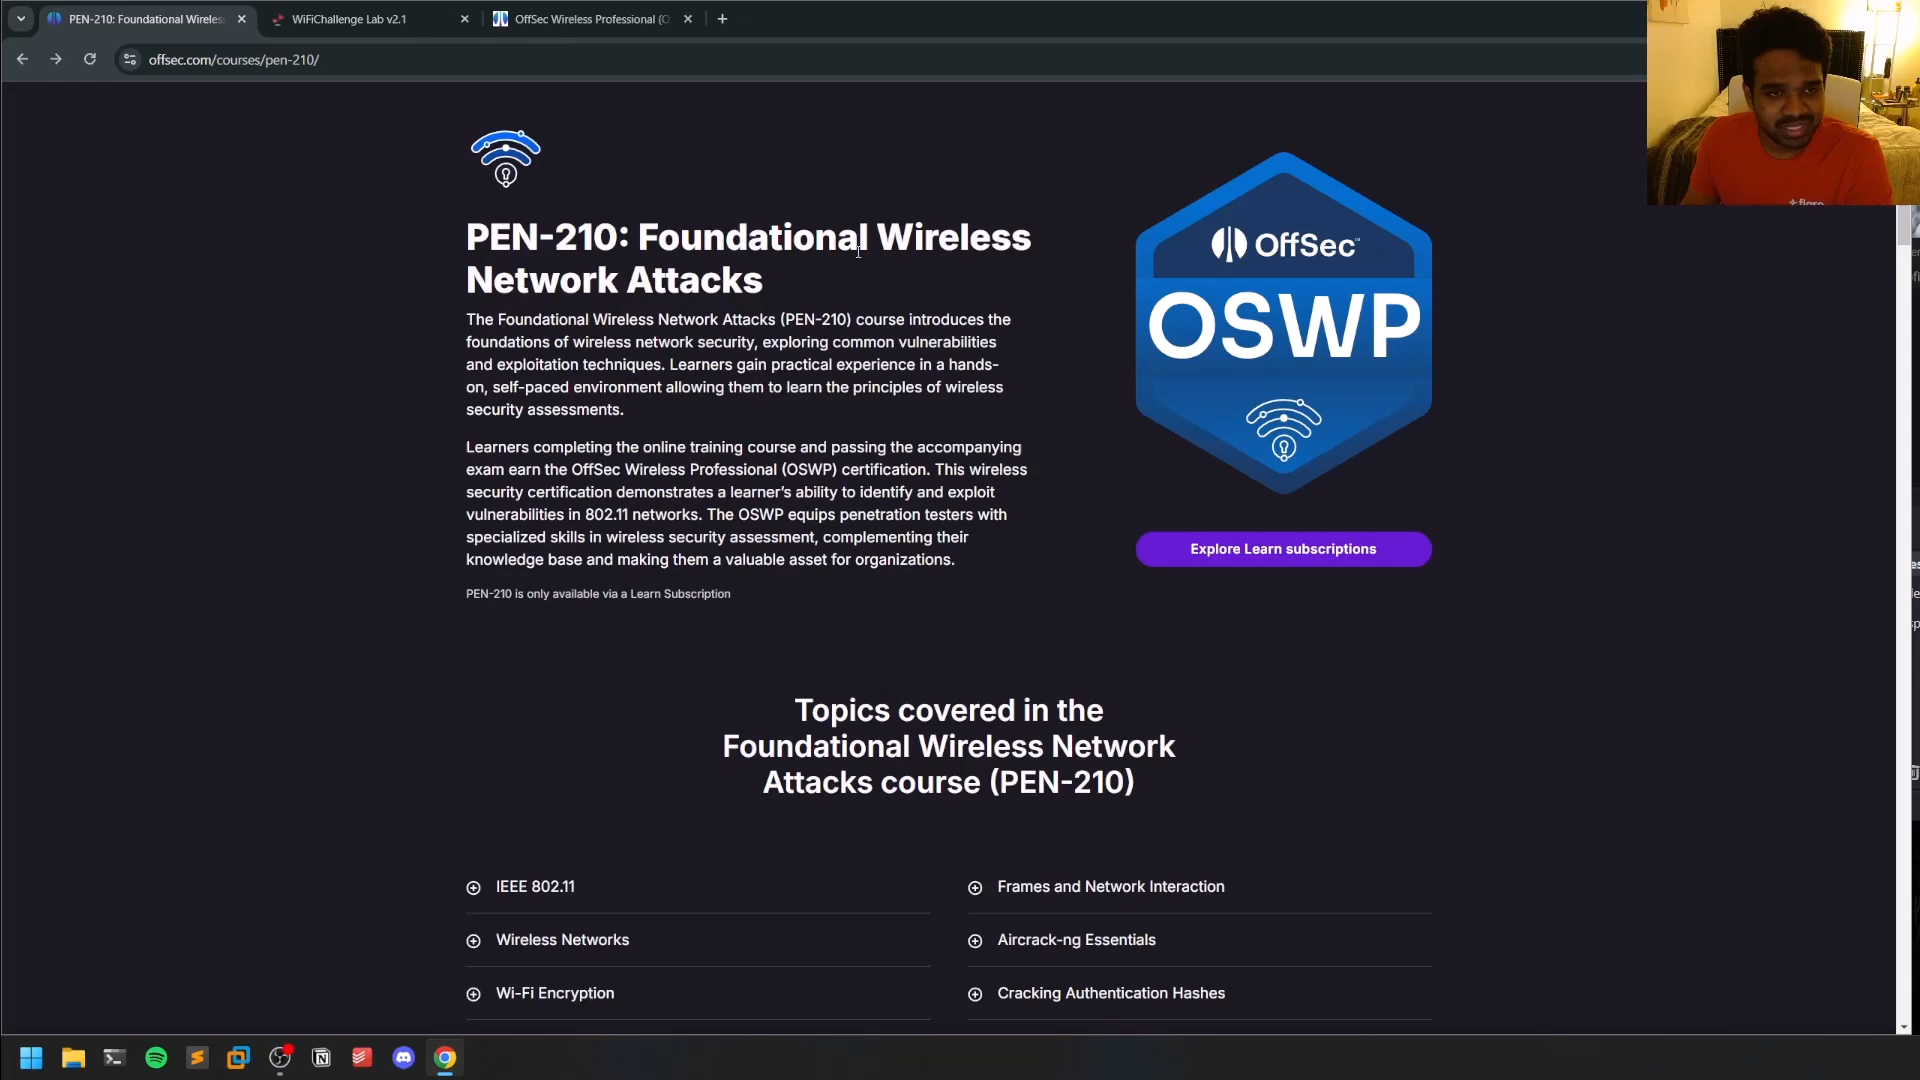 PEN-210: Foundational Wireles
WiFiChallenge Lab v2.1
OffSec Wireless Professional (O
offsec.com/courses/pen-210/
PEN-210: Foundational Wireless
Network Attacks
The Foundational Wireless Network Attacks (PEN-210) course introduces the
foundations of wireless network security, exploring common vulnerabilities
and exploitation techniques. Learners gain practical experience in a hands-
on, self-paced environment allowing them to learn the principles of wireless
security assessments.
Learners completing the online training course and passing the accompanying
exam earn the OffSec Wireless Professional (OSWP) certification. This wireless
security certification demonstrates a learner's ability to identify and exploit
vulnerabilities in 802.11 networks. The OSWP equips penetration testers with
specialized skills in wireless security assessment, complementing their
knowledge base and making them a valuable asset for organizations.
PEN-210 is only available via a Learn Subscription
OffSec™
OSWP
Explore Learn subscriptions
Topics covered in the
Foundational Wireless Network
Attacks course (PEN-210)
IEEE 802.11
Frames and Network Interaction
Wireless Networks
Aircrack-ng Essentials
Wi-Fi Encryption
Cracking Authentication Hashes